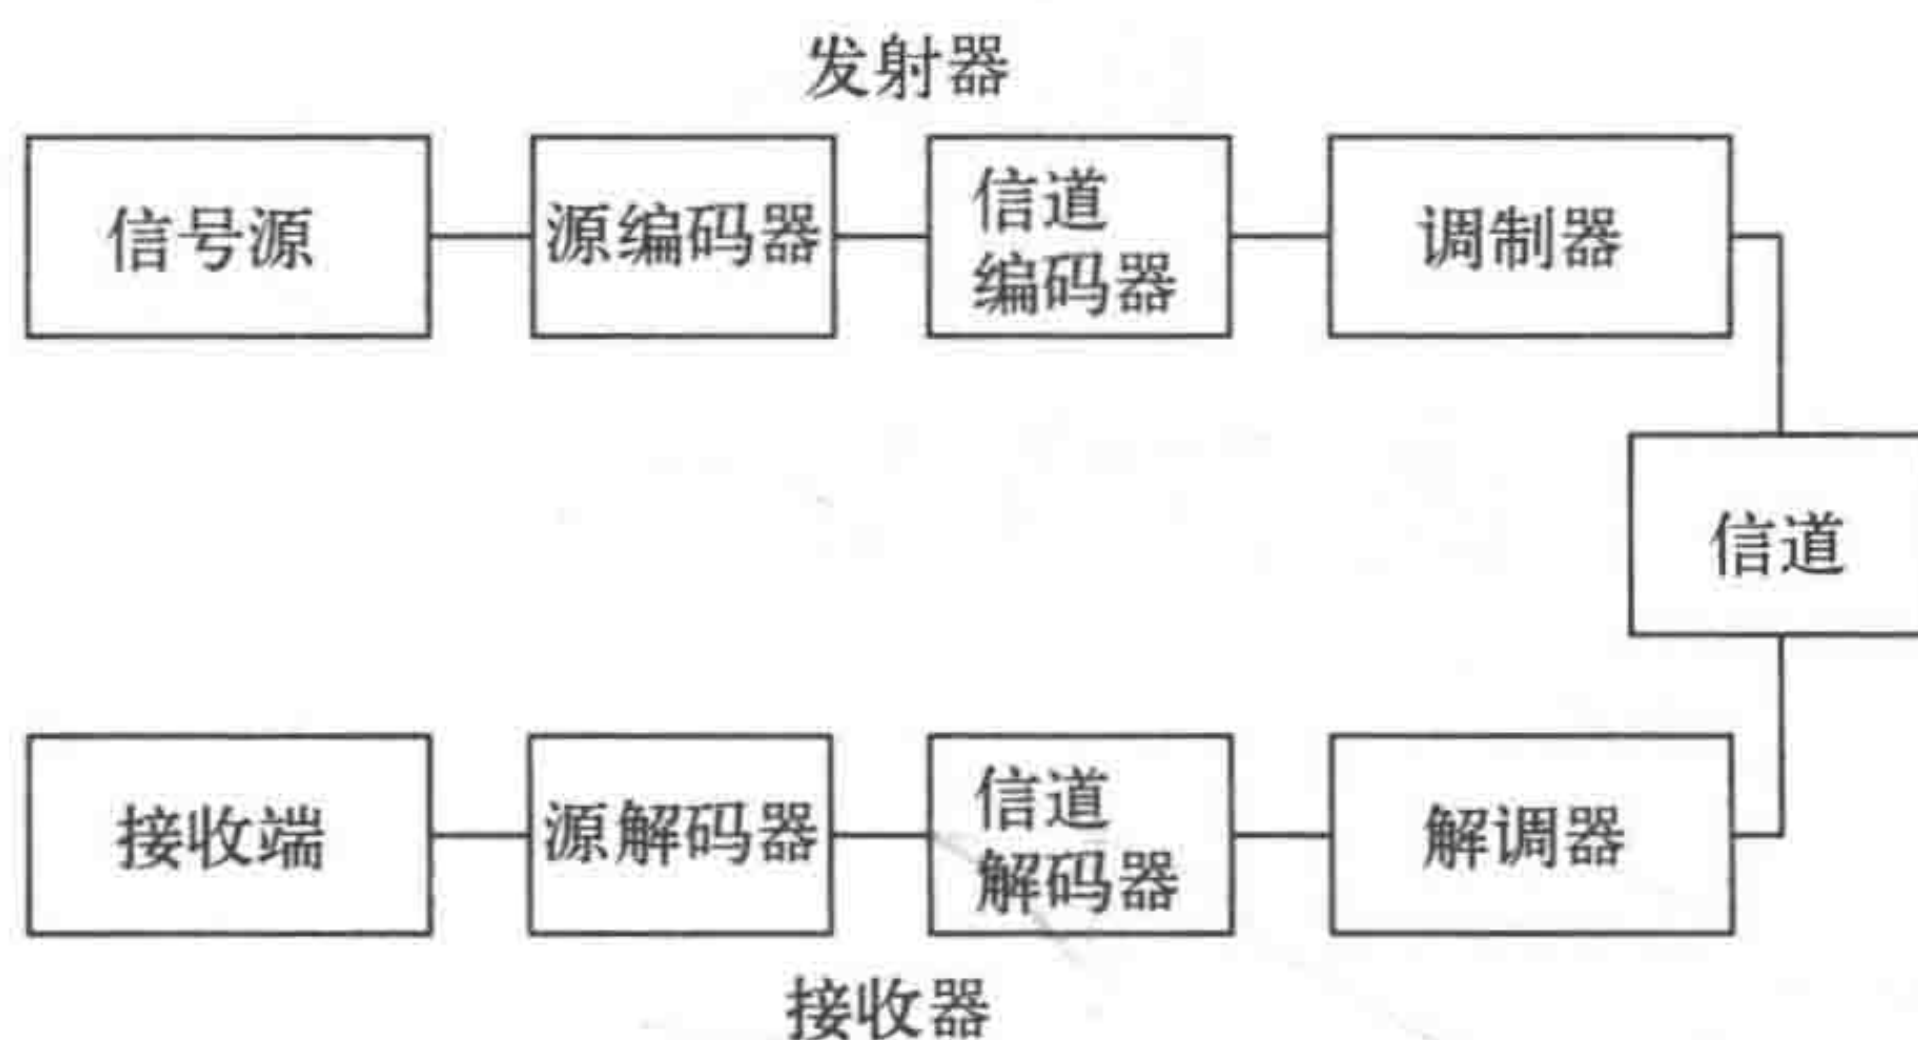 发射器
信号源
源编码器
信道
编码器
调制器
信道
接收端
源解码器
信道
解码器
解调器
接收器